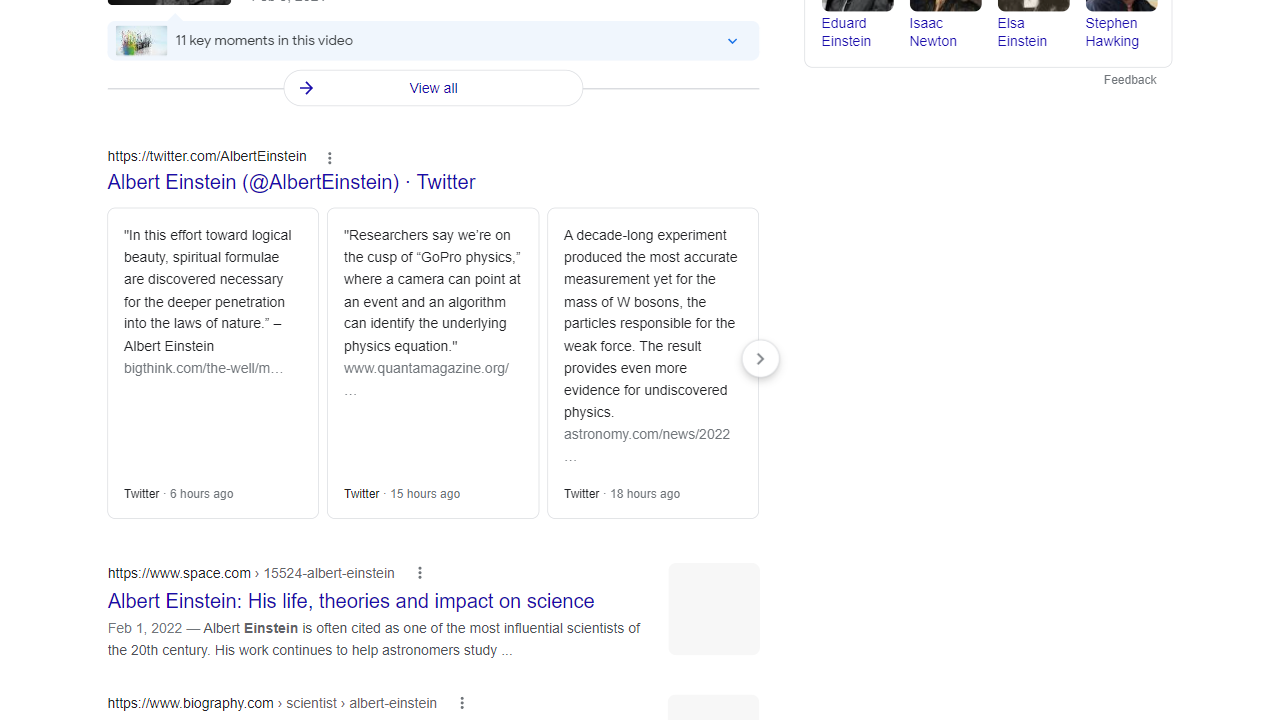 11 key moments in this video
View all
https://twitter.com/AlbertEinstein
Albert Einstein (@AlbertEinstein) · Twitter
"In this effort toward logical
beauty, spiritual formulae
are discovered necessary
for the deeper penetration
into the laws of nature.” –
Albert Einstein
bigthink.com/the-well/m…
Twitter · 6 hours ago
"Researchers say we’re on
the cusp of “GoPro physics,”
where a camera can point at
an event and an algorithm
can identify the underlying
physics equation."
www.quantamagazine.org/
…
Twitter · 15 hours ago
A decade-long experiment
produced the most accurate
measurement yet for the
mass of W bosons, the
particles responsible for the
weak force. The result
provides even more
evidence for undiscovered
physics.
astronomy.com/news/2022
…
Twitter · 18 hours ago
https://www.space.com › 15524-albert-einstein
Albert Einstein: His life, theories and impact on science
Feb 1, 2022 — Albert Einstein is often cited as one of the most influential scientists of
the 20th century. His work continues to help astronomers study ...
https://www.biography.com › scientist › albert-einstein
Eduard
Einstein
Isaac
Newton
Elsa
Einstein
Stephen
Hawking
Feedback